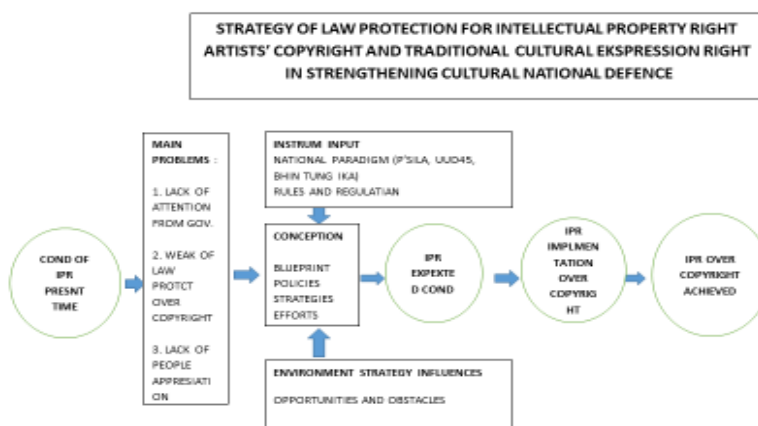 STRATEGY OF LAW PROTECTION FOR INTELLECTUAL PROPERTY RIGHT
ARTISTS' COPYRIGHT AND TRADITIONAL CULTURAL EKSPRESSION RIGHT
IN STRENGTHENING CULTURAL NATIONAL DEFENCE
COND OF
IPR
PRESNT
TIME
MAIN
PROBLEMS :
1. LACK OF
ATTENTION
FROM GOV.
2. WEAK OF
LAW
PROTCT
OVER
COPYRIGHT
3. LACK OF
PEOPLE
APPRESIATI
ON
INSTRUM INPUT
NATIONAL PARADIGM (P'SILA, UUD45,
BHIN TUNG IKA)
RULES AND REGULATIAN
CONCEPTION
BLUEPRINT
POLICIES
STRATEGIES
EFFORTS
ENVIRONMENT STRATEGY INFLUENCES
OPPORTUNITIES AND OBSTACLES
IPR
EXPEXTE
D COND
IPR
IMPLMEN
TATION
OVER
COPYRIG
HT
IPR OVER
COPYRIGHT
ACHIEVED